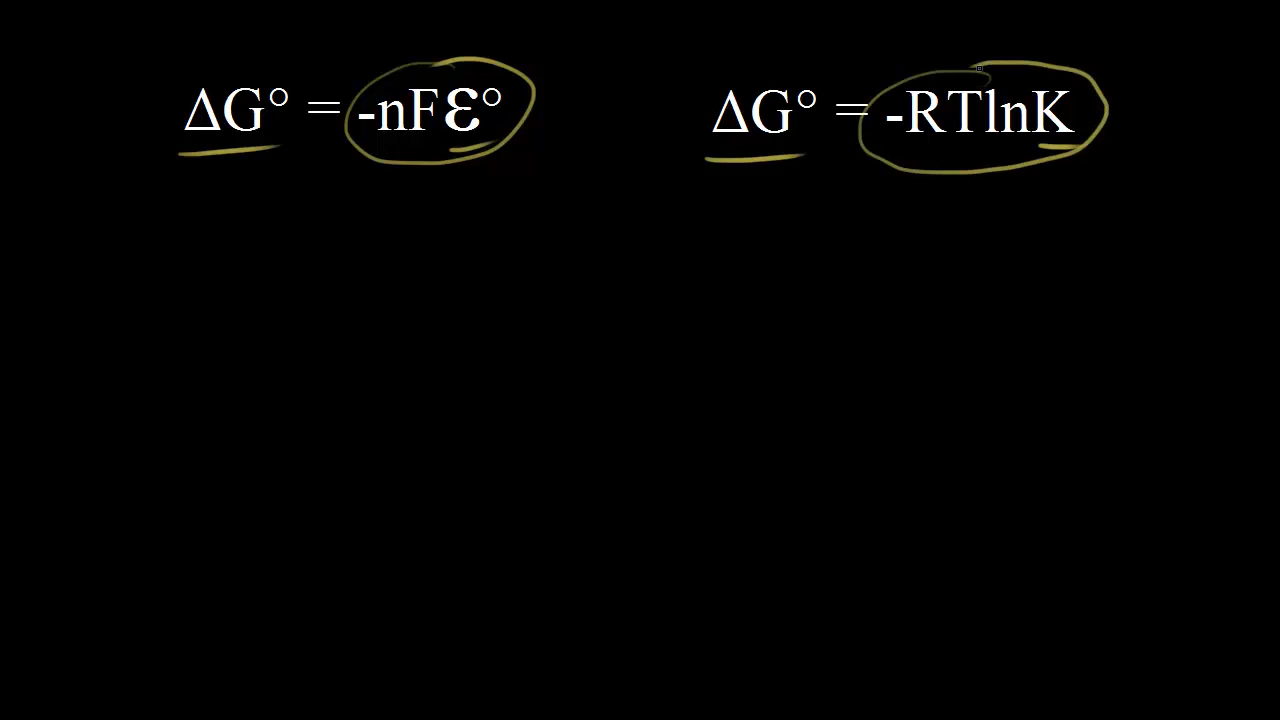 ΔG° = -nFℰ° ΔG° = -RTlnK